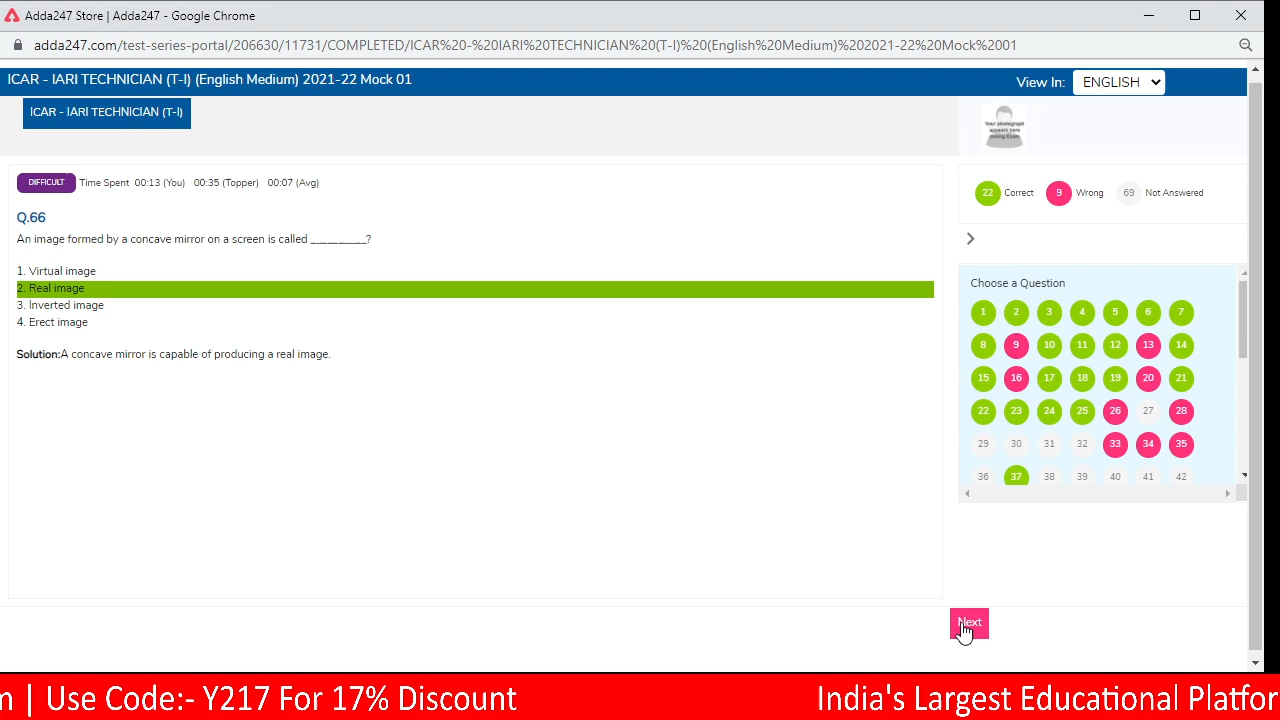 Adda247 Store | Adda247 - Google Chrome
adda247.com/test-series-portal/206630/11731/COMPLETED/ICAR%20-%20IARI%20TECHNICIAN%20(T-I)%20(English%20Medium)%202021-22%20Mock%2001
ICAR - IARI TECHNICIAN (T-I) (English Medium) 2021-22 Mock 01
View In: ENGLISH
ICAR - IARI TECHNICIAN (T-I)
Your photograph
appears here
during Exam
DIFFICULT Time Spent 00:13 (You) 00:35 (Topper) 00:07 (Avg)
22 Correct 9 Wrong 69 Not Answered
Q.66
An image formed by a concave mirror on a screen is called __________?
1. Virtual image
2. Real image
3. Inverted image
4. Erect image
Solution:A concave mirror is capable of producing a real image.
Choose a Question
1 2 3 4 5 6 7
8 9 10 11 12 13 14
15 16 17 18 19 20 21
22 23 24 25 26 27 28
29 30 31 32 33 34 35
36 37 38 39 40 41 42
Next
m | Use Code:- Y217 For 17% Discount
India's Largest Educational Platfor